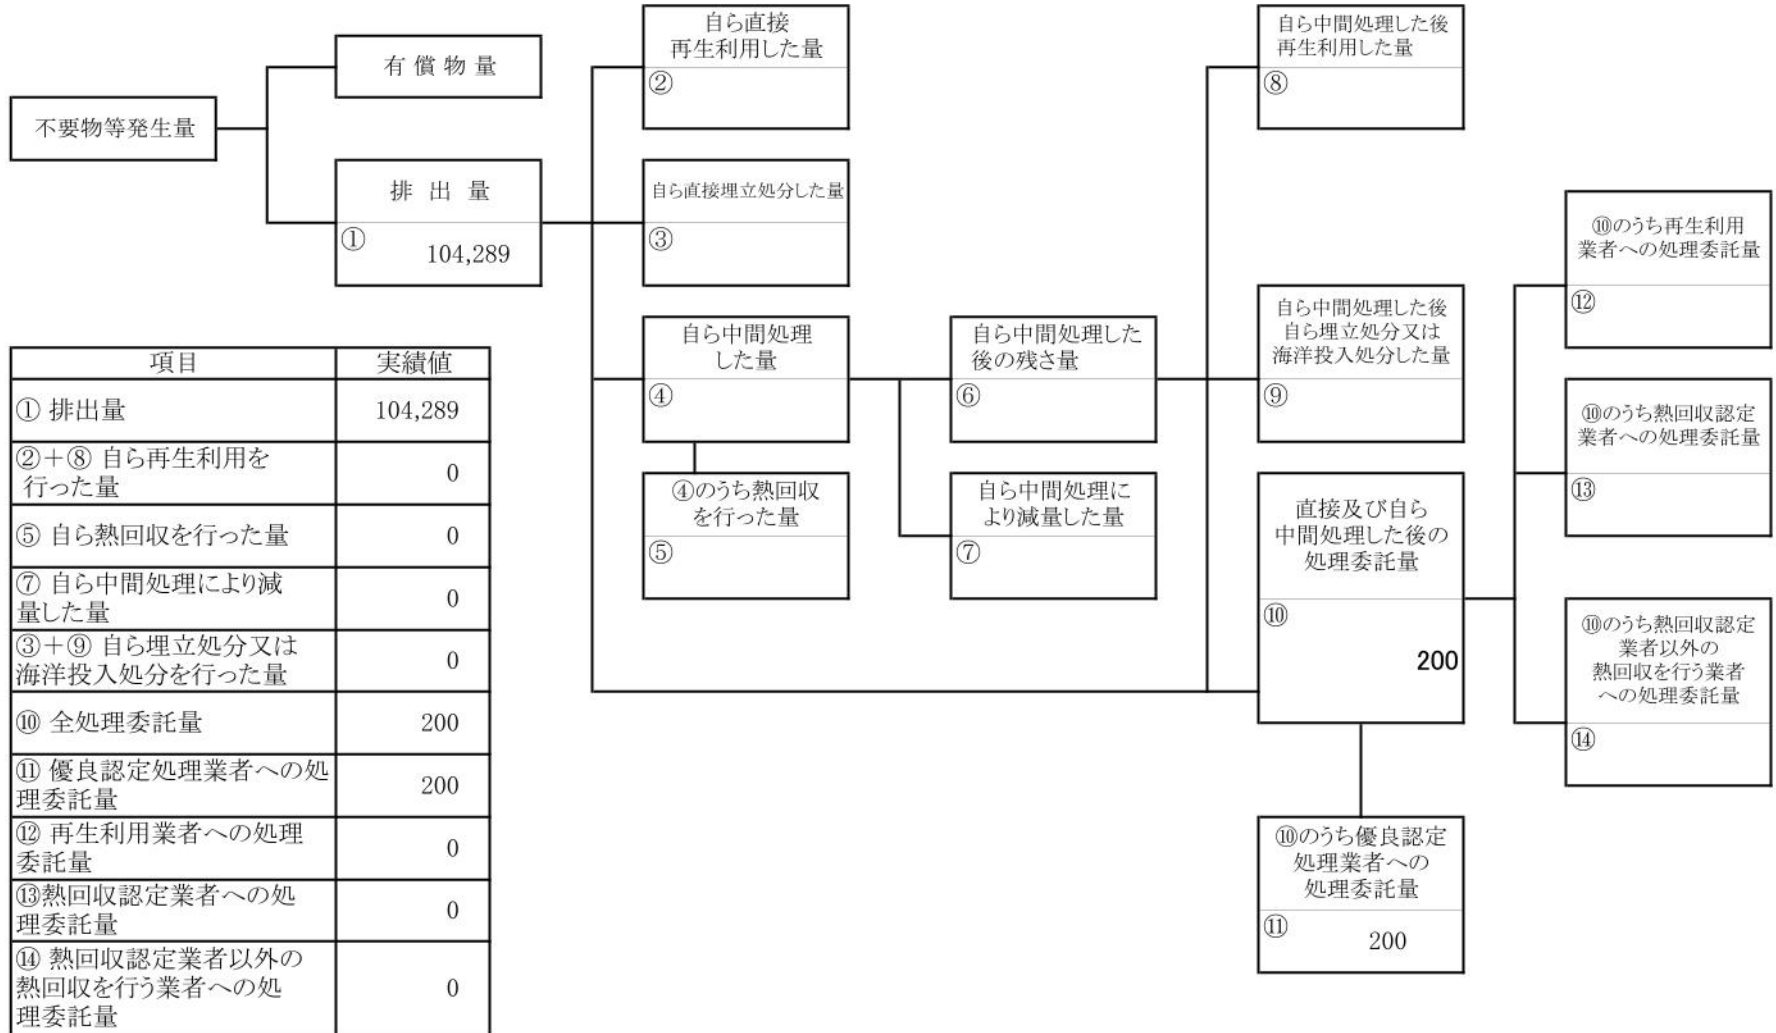 不要物等発生量
有償物量
排出量
①
104,289
自ら直接
再生利用した量
②
自ら直接埋立処分した量
③
自ら中間処理
した量
④
④のうち熱回収
を行った量
⑤
自ら中間処理した
後の残さ量
⑥
自ら中間処理に
より減量した量
⑦
自ら中間処理した後
再生利用した量
⑧
自ら中間処理した後
自ら埋立処分又は
海洋投入処分した量
⑨
直接及び自ら
中間処理した後の
処理委託量
⑩
200
⑩のうち優良認定
処理業者への
処理委託量
⑪
200
⑩のうち再生利用
業者への処理委託量
⑫
⑩のうち熱回収認定
業者への処理委託量
⑬
⑩のうち熱回収認定
業者以外の
熱回収を行う業者
への処理委託量
⑭
項目 実績値
① 排出量 104,289
②＋⑧ 自ら再生利用を
行った量 0
⑤ 自ら熱回収を行った量 0
⑦ 自ら中間処理により減
量した量 0
③＋⑨ 自ら埋立処分又は
海洋投入処分を行った量 0
⑩ 全処理委託量 200
⑪ 優良認定処理業者への処
理委託量 200
⑫ 再生利用業者への処理
委託量 0
⑬熱回収認定業者への処
理委託量 0
⑭ 熱回収認定業者以外の
熱回収を行う業者への処
理委託量 0